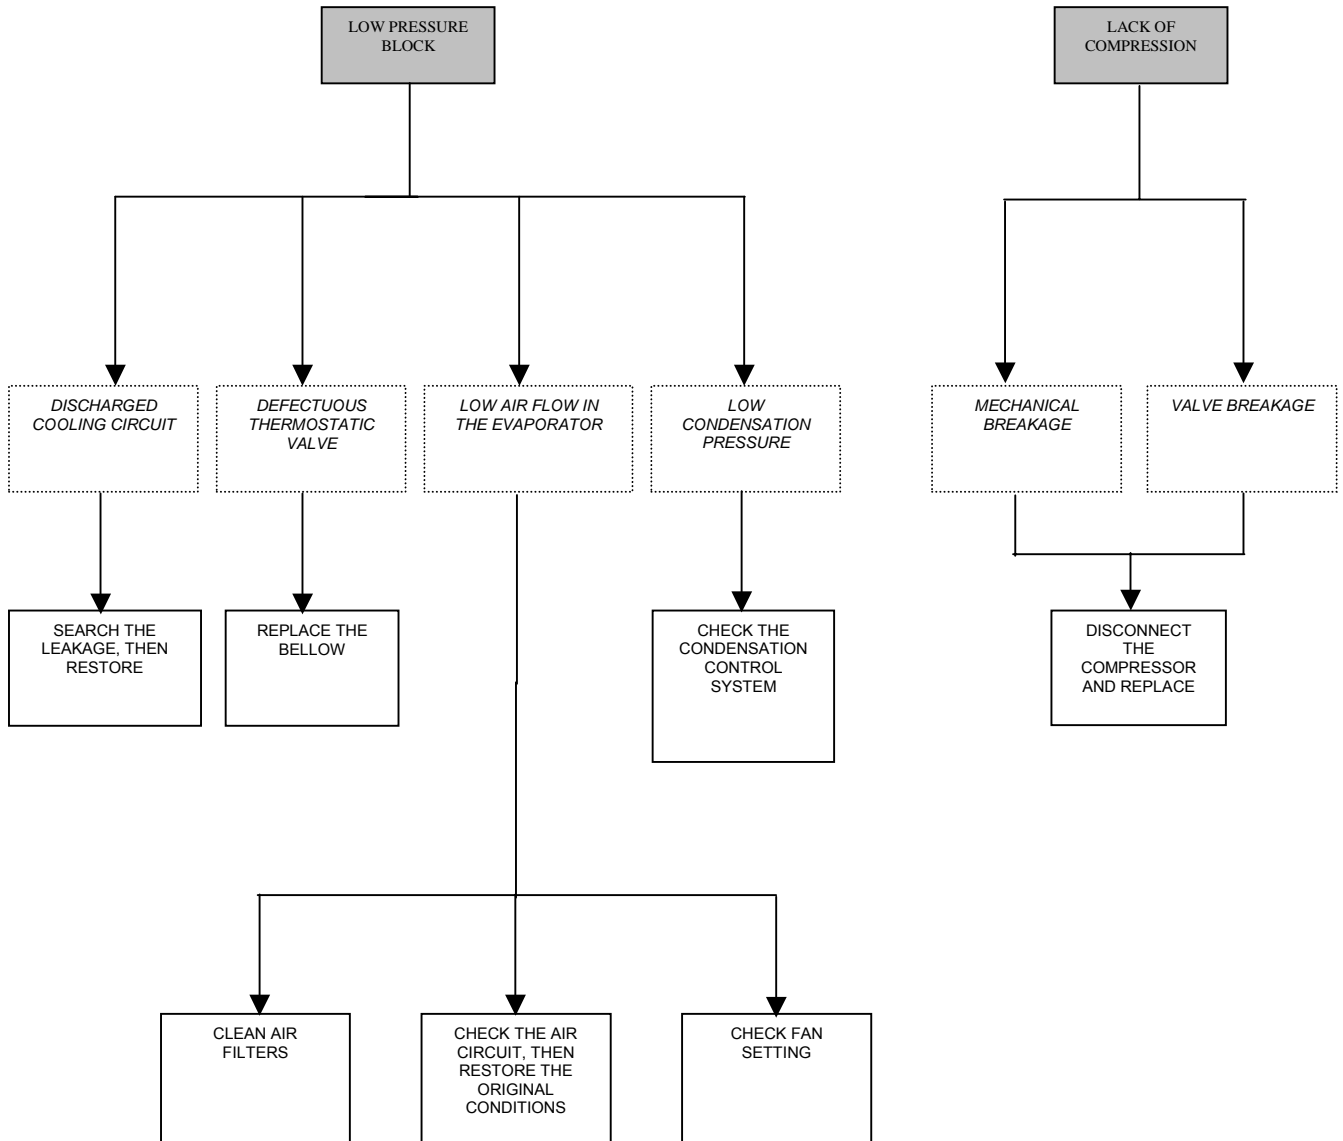 LOW PRESSURE
BLOCK
LACK OF
COMPRESSION
DISCHARGED
COOLING CIRCUIT
DEFECTUOUS
THERMOSTATIC
VALVE
LOW AIR FLOW IN
THE EVAPORATOR
LOW
CONDENSATION
PRESSURE
MECHANICAL
BREAKAGE
VALVE BREAKAGE
SEARCH THE
LEAKAGE, THEN
RESTORE
REPLACE THE
BELLOW
CHECK THE
CONDENSATION
CONTROL
SYSTEM
DISCONNECT
THE
COMPRESSOR
AND REPLACE
CLEAN AIR
FILTERS
CHECK THE AIR
CIRCUIT, THEN
RESTORE THE
ORIGINAL
CONDITIONS
CHECK FAN
SETTING